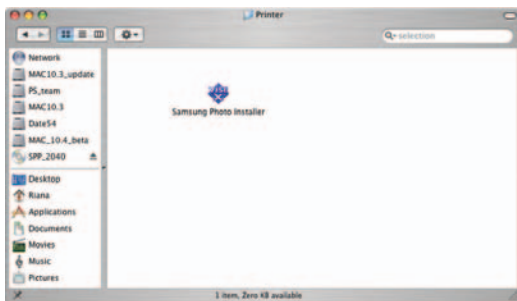 Printer
selection
Network
MAC10.3_update
PS_team
MAC10.3
Date54
MAC_10.4_beta
SPP_2040
Desktop
Riana
Applications
Documents
Movies
Music
Pictures
Samsung Photo Installer
1 item, Zero KB available